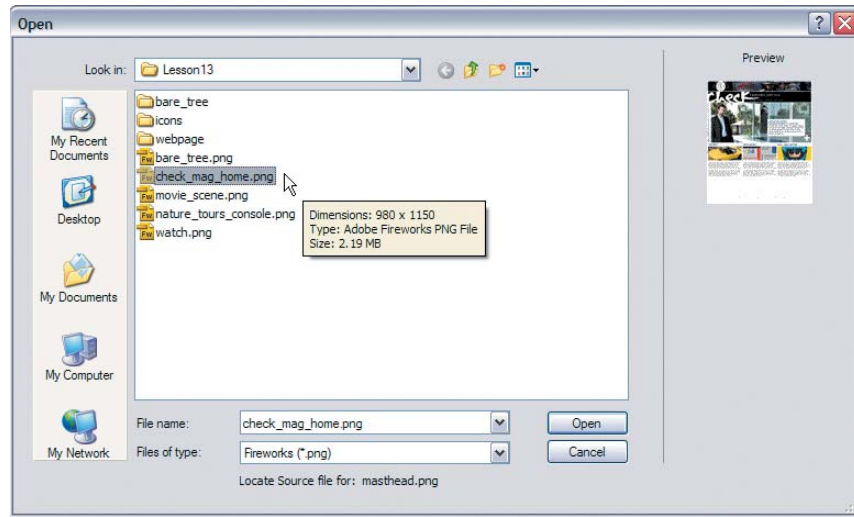 Open
Look in:
Lesson13
Preview
My Recent
Documents
Desktop
My Documents
My Computer
My Network
bare_tree
icons
webpage
bare_tree.png
check_mag_home.png
movie_scene.png
nature_tours_console.png
watch.png
Dimensions: 980 x 1150
Type: Adobe Fireworks PNG File
Size: 2.19 MB
check
File name:
check_mag_home.png
Open
Files of type:
Fireworks (*.png)
Cancel
Locate Source file for: masthead.png